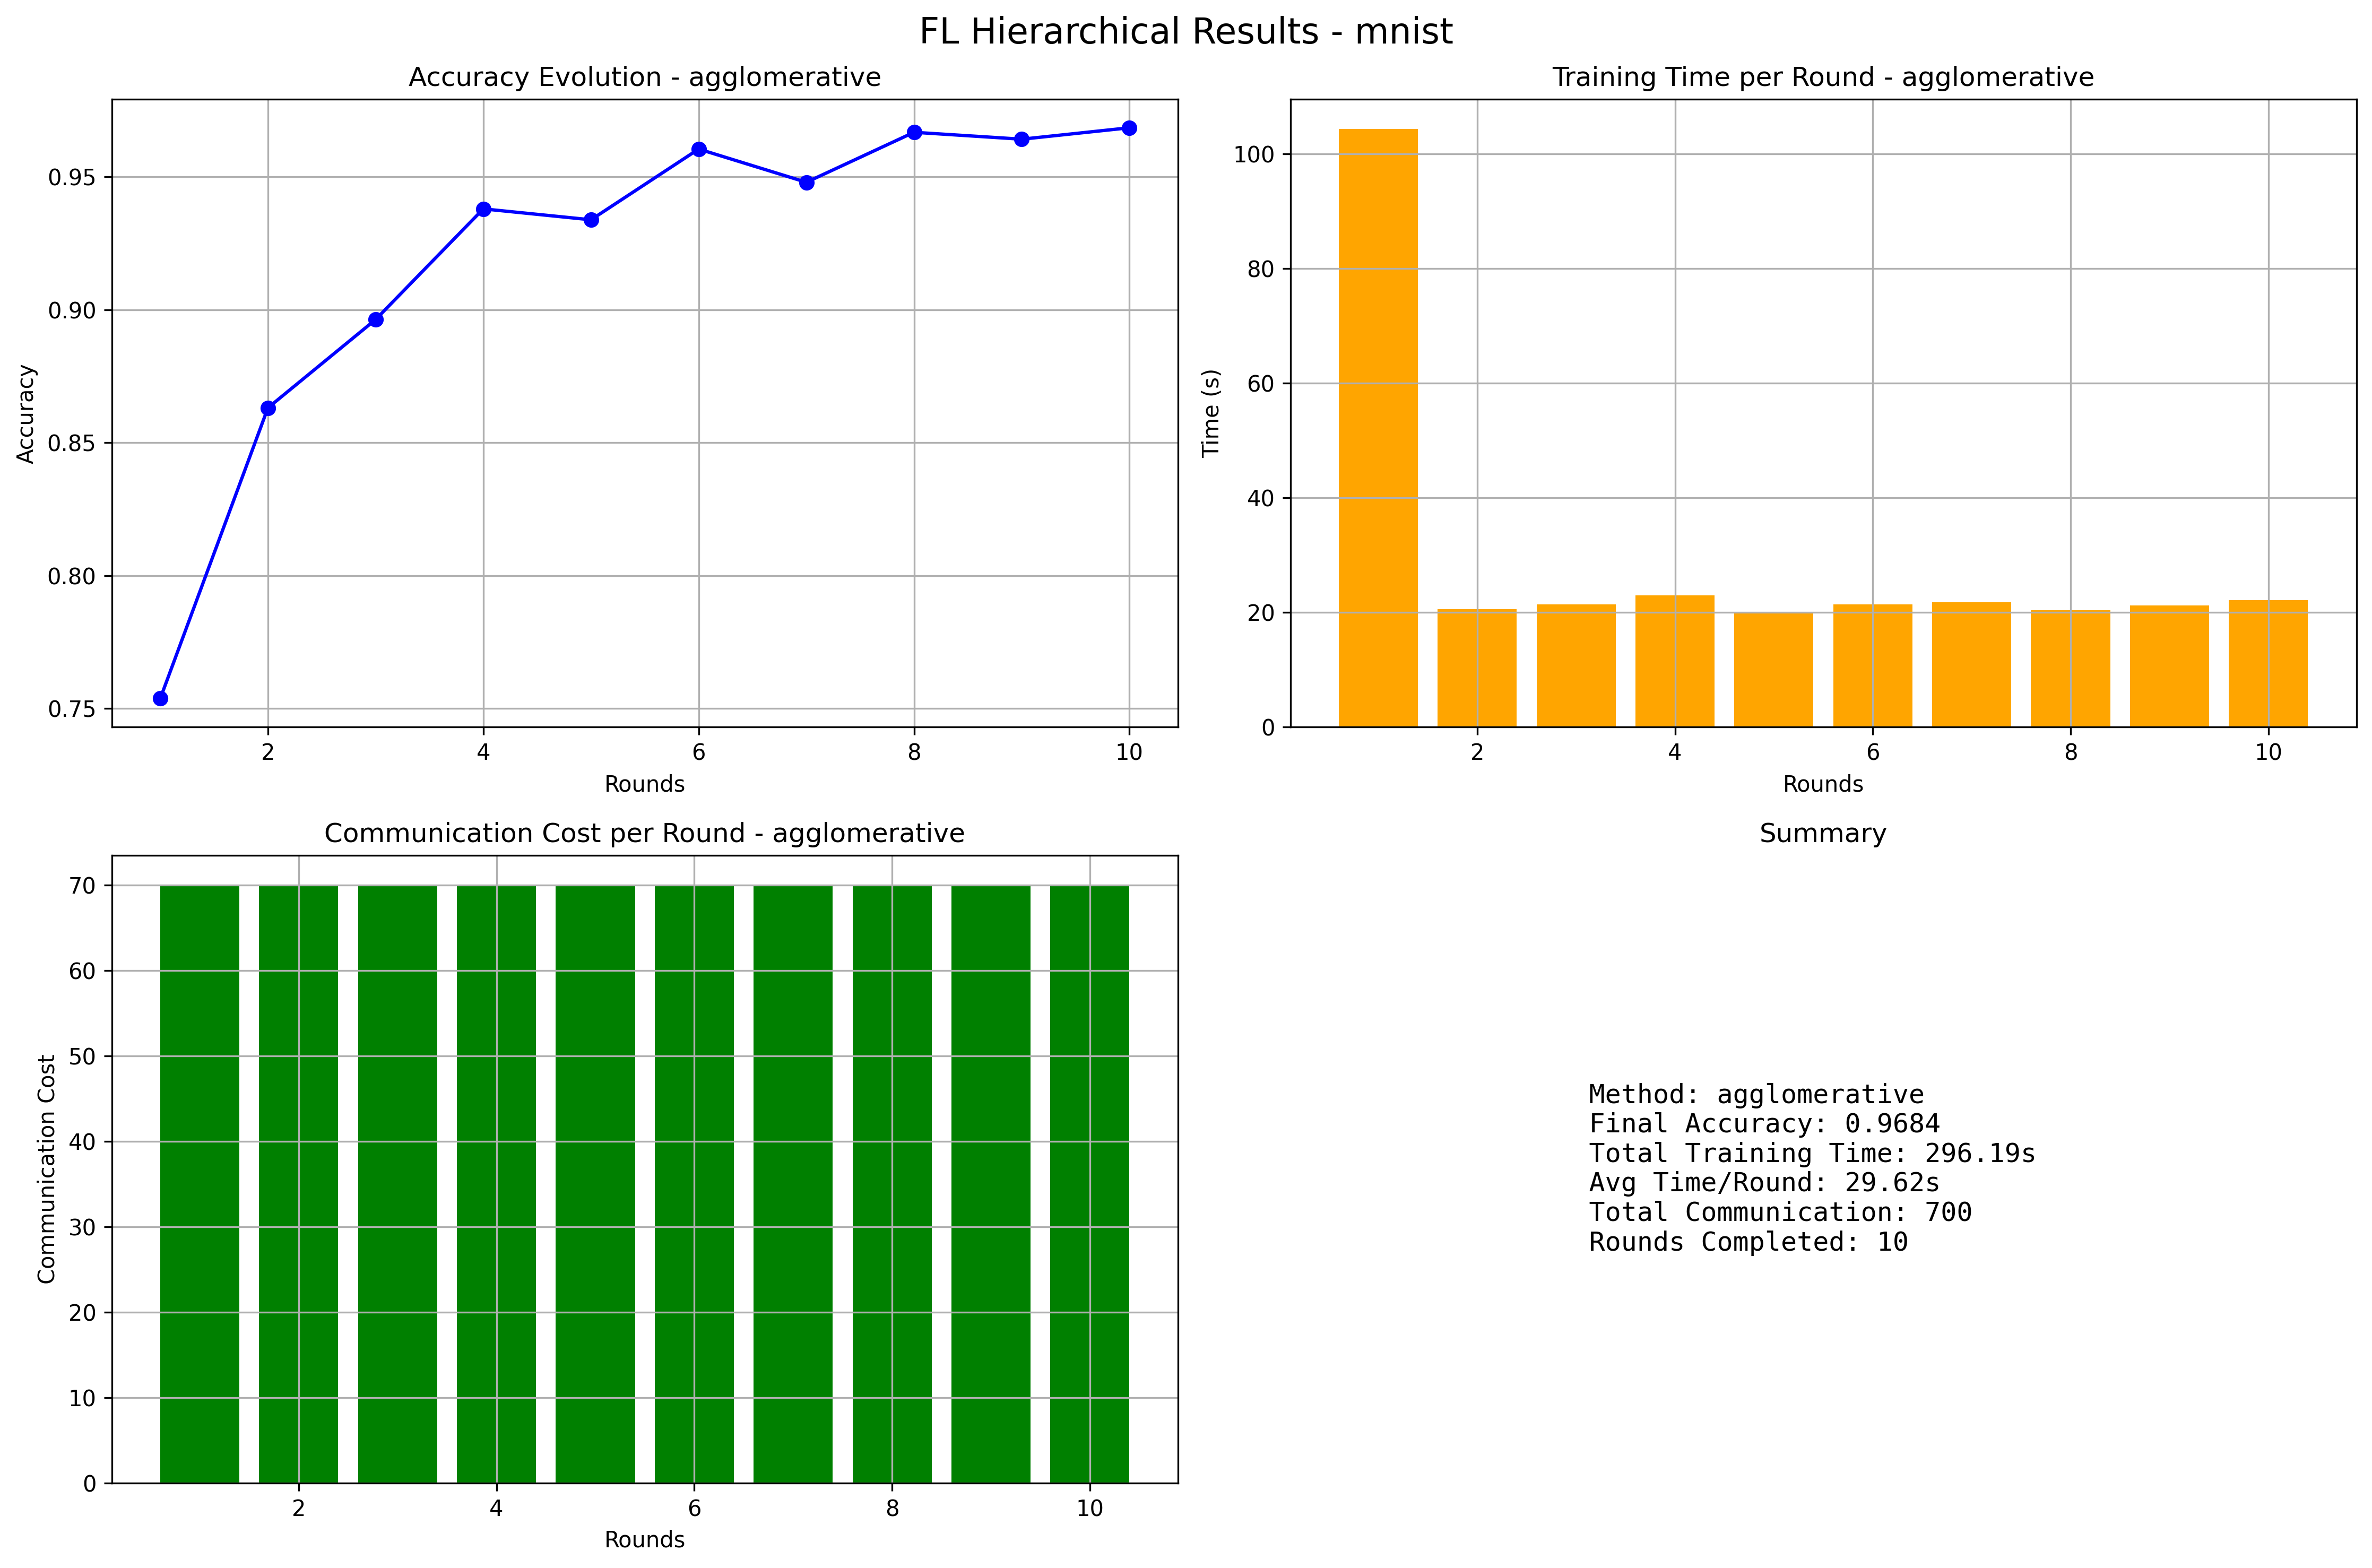 FL Hierarchical Results - mnist
Accuracy Evolution - agglomerative
Accuracy
0.95
0.90
0.85
0.80
0.75
2 4 6 8 10
Rounds
Training Time per Round - agglomerative
Time (s)
100
80
60
40
20
0
2 4 6 8 10
Rounds
Communication Cost per Round - agglomerative
Communication Cost
70
60
50
40
30
20
10
0
2 4 6 8 10
Rounds
Summary
Method: agglomerative
Final Accuracy: 0.9684
Total Training Time: 296.19s
Avg Time/Round: 29.62s
Total Communication: 700
Rounds Completed: 10